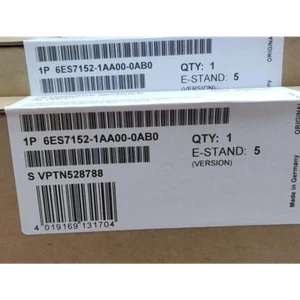 1P 6ES7152-1AA00-0AB0
QTY: 1
E-STAND: 5
(VERSION)
ORIGINA
1P 6ES7152-1AA00-0AB0
QTY: 1
E-STAND: 5
(VERSION)
S VPTN528788
4 019169 131704
Made in Germany